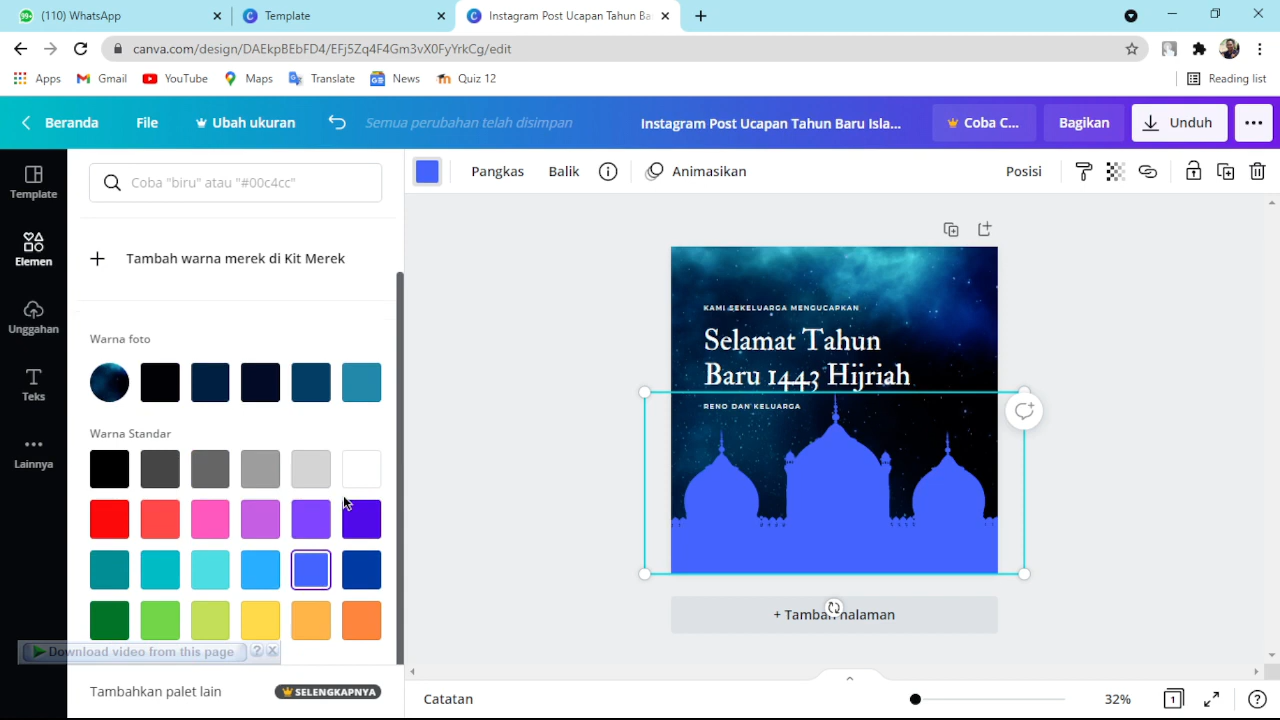 (110) WhatsApp
Template
Instagram Post Ucapan Tahun Ba
canva.com/design/DAEkpBEbFD4/EFj5Zq4F4Gm3vX0FyYrkCg/edit
Apps
Gmail
YouTube
Maps
Translate
News
Quiz 12
Reading list
Beranda
File
Ubah ukuran
Semua perubahan telah disimpan
Instagram Post Ucapan Tahun Baru Isla...
Coba C...
Bagikan
Unduh
Template
Elemen
Unggahan
Teks
Lainnya
Coba "biru" atau "#00c4cc"
Tambah warna merek di Kit Merek
Warna foto
Warna Standar
Download video from this page
Tambahkan palet lain
SELENGKAPNYA
Pangkas
Balik
Animasikan
Posisi
KAMI SEKELUARGA MENGUCAPKAN
Selamat Tahun
Baru 1443 Hijriah
RENO DAN KELUARGA
+ Tambah halaman
Catatan
32%
1